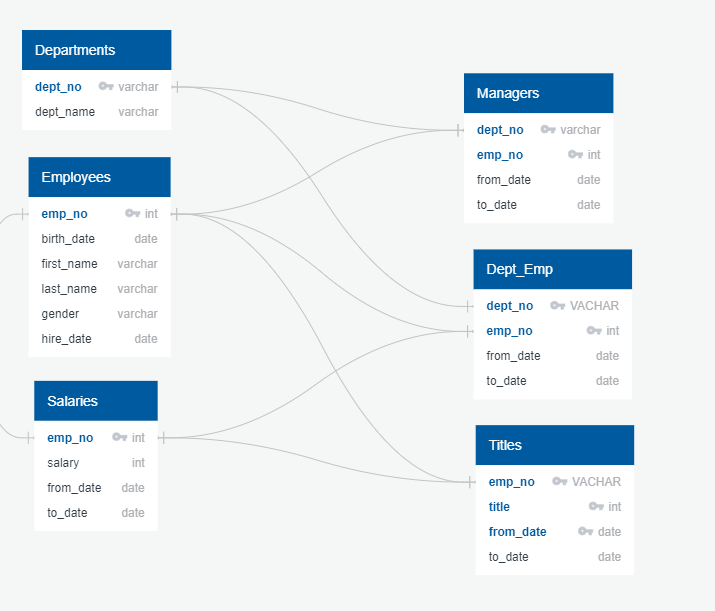 Departments
dept_no varchar
dept_name varchar
Employees
emp_no int
birth_date date
first_name varchar
last_name varchar
gender varchar
hire_date date
Salaries
emp_no int
salary int
from_date date
to_date date
Managers
dept_no varchar
emp_no int
from_date date
to_date date
Dept_Emp
dept_no VACHAR
emp_no int
from_date date
to_date date
Titles
emp_no VACHAR
title int
from_date date
to_date date